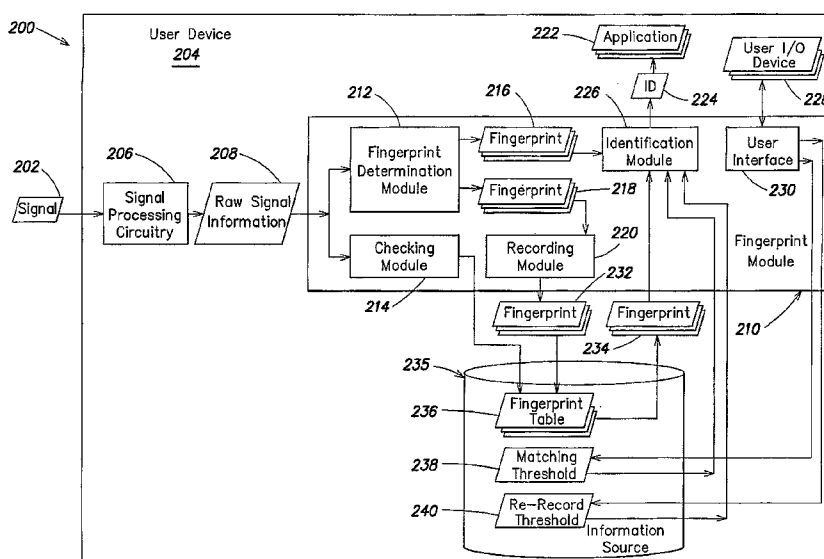 200
User Device
204
222
Application
User I/O
Device
228
ID
224
212
216
226
202
206
208
Signal
Signal
Processing
Circuitry
Raw Signal
Information
Fingerprint
Determination
Module
Fingerprint
Fingerprint
218
Identification
Module
User
Interface
230
Checking
Module
214
Recording
Module
220
Fingerprint
Module
210
232
Fingerprint
Fingerprint
234
235
236
Fingerprint
Table
238
Matching
Threshold
240
Re-Record
Threshold
Information
Source